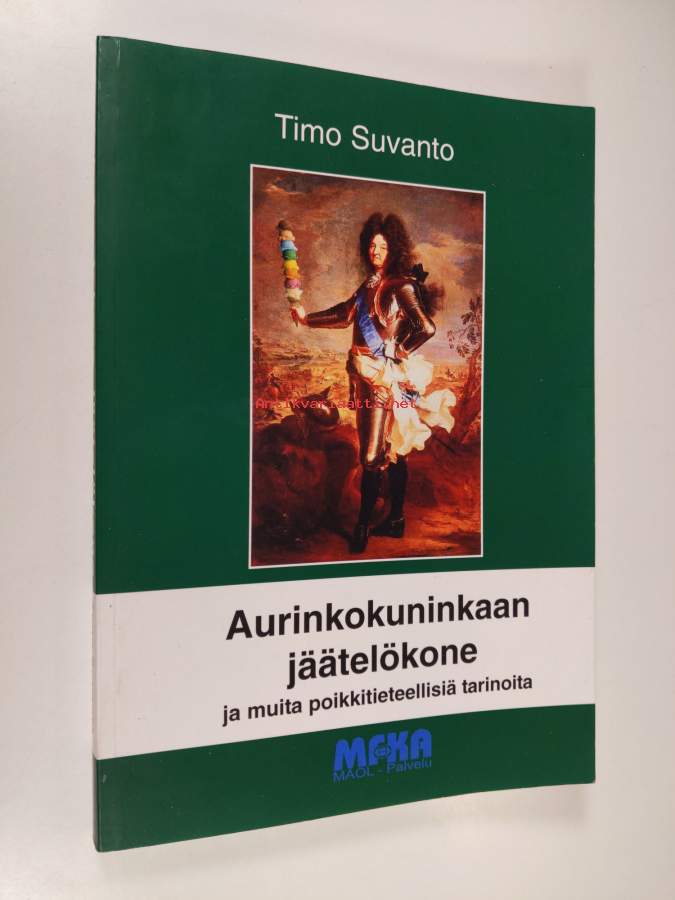 Timo Suvanto
Antikvariaatti.net
Aurinkokuninkaan
jäätelökone
ja muita poikkitieteellisiä tarinoita
MFKA
MAOL - Palvelu